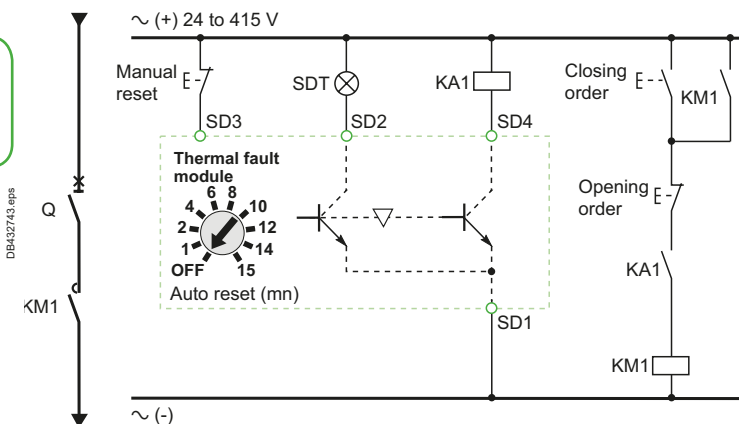 ∼ (+) 24 to 415 V
Manual reset
SDT
KA1
Closing order
KM1
SD3
SD2
SD4
Thermal fault module
6 8
4 10
2 12
1 14
OFF 15
Auto reset (mn)
SD1
Opening order
KA1
KM1
∼ (-)
Q
KM1
DB432743.eps